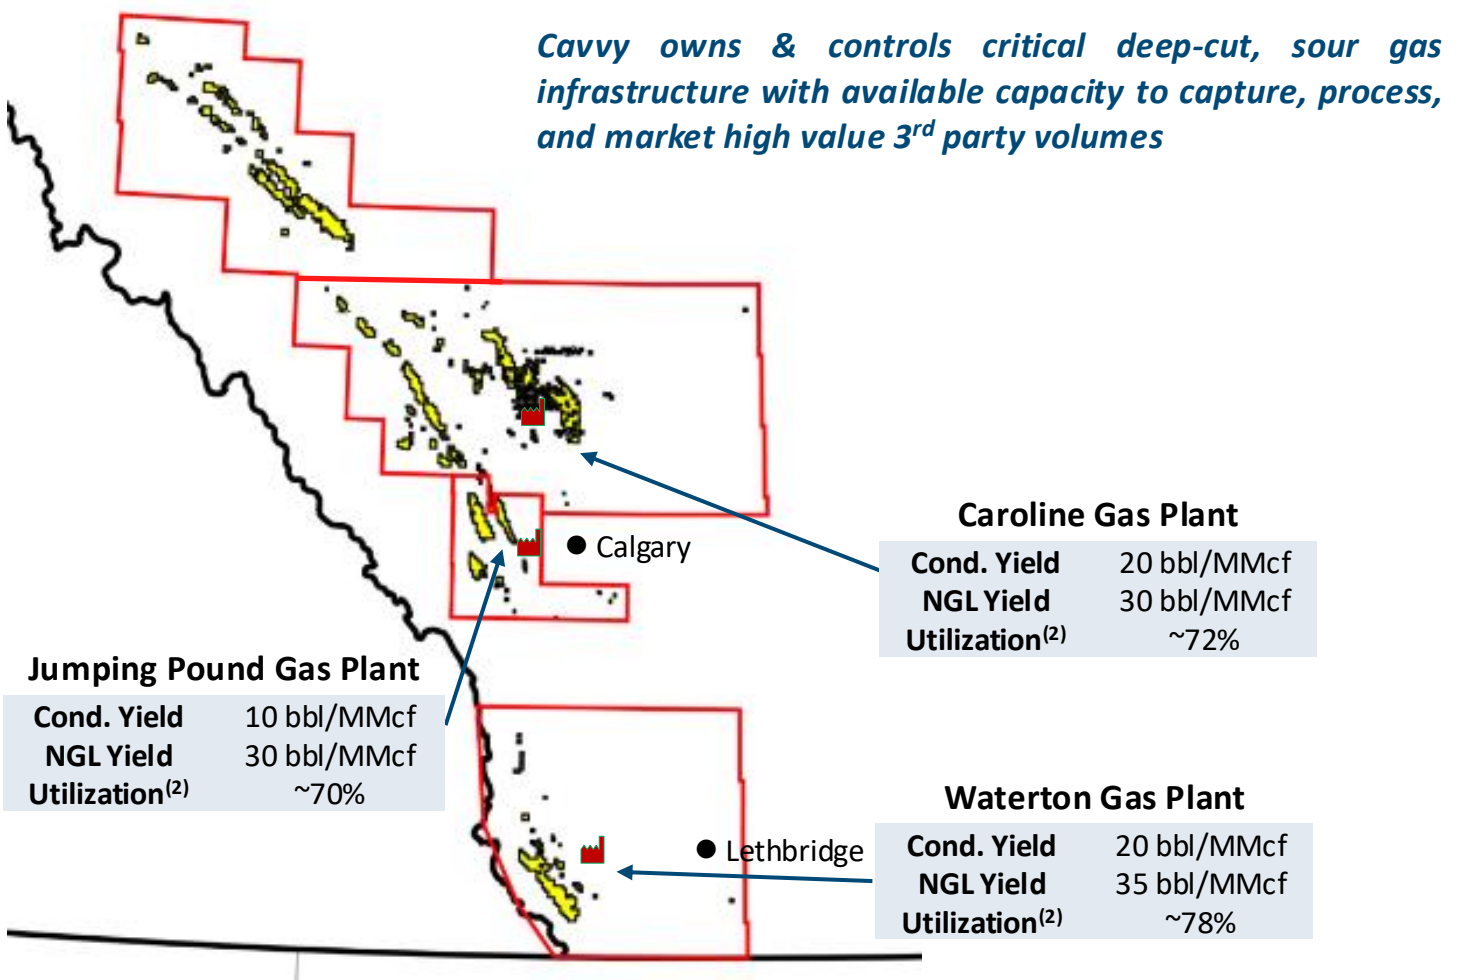 Cavvy owns & controls critical deep-cut, sour gas
infrastructure with available capacity to capture, process,
and market high value 3rd party volumes
Caroline Gas Plant
Cond. Yield 20 bbl/MMcf
NGL Yield 30 bbl/MMcf
Utilization(2) ~72%
Calgary
Jumping Pound Gas Plant
Cond. Yield 10 bbl/MMcf
NGL Yield 30 bbl/MMcf
Utilization(2) ~70%
Waterton Gas Plant
Lethbridge
Cond. Yield 20 bbl/MMcf
NGL Yield 35 bbl/MMcf
Utilization(2) ~78%